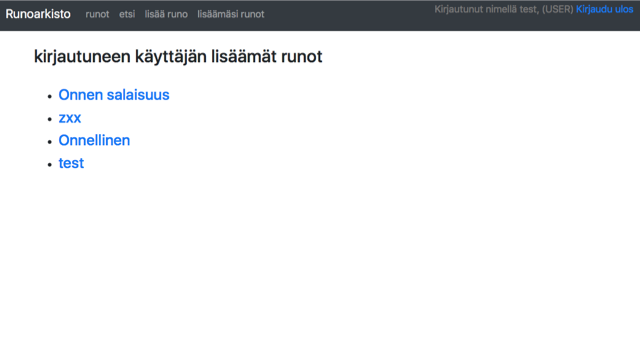 Runoarkisto runot etsi lisää runo lisäämäsi runot Kirjautunut nimellä test, (USER) Kirjaudu ulos
kirjautuneen käyttäjän lisäämät runot
Onnen salaisuus
zxx
Onnellinen
test